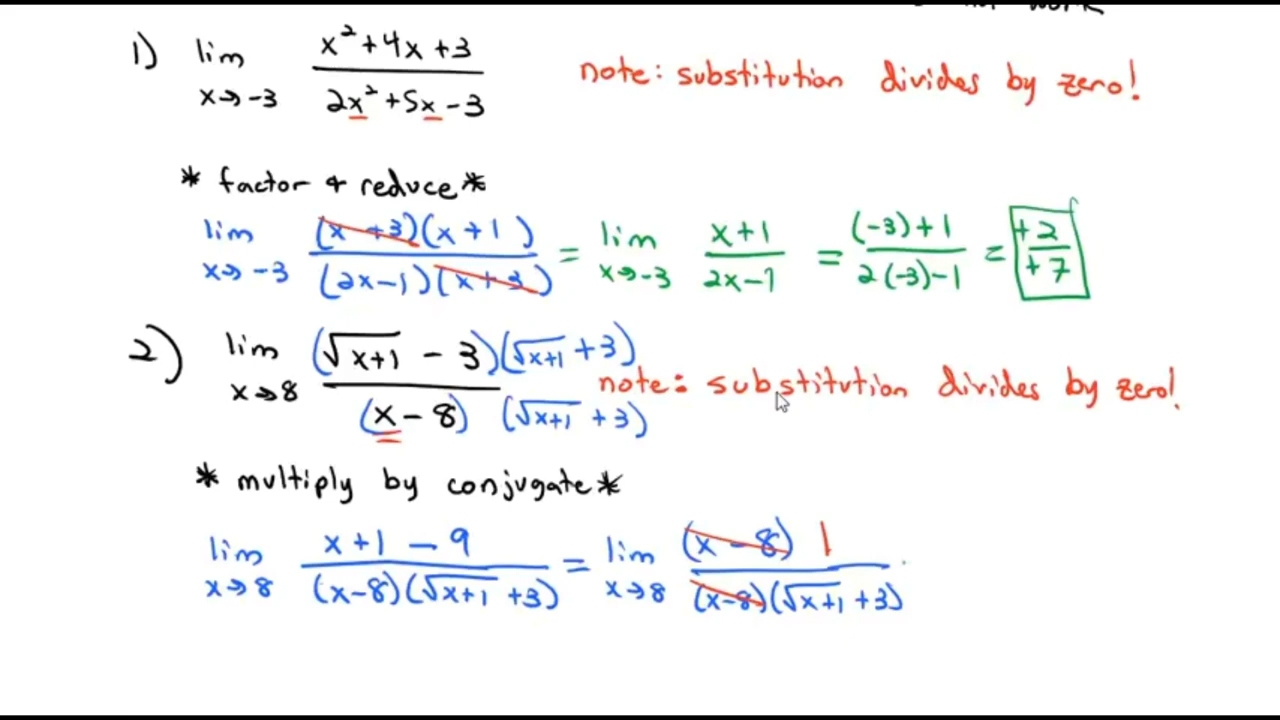 not work
1) lim x→-3 (x²+4x+3)/(2x²+5x-3)
note: substitution divides by zero!
* factor & reduce *
lim x→-3 ((x+3)(x+1))/((2x-1)(x+3)) = lim x→-3 (x+1)/(2x-1) = ((-3)+1)/(2(-3)-1) = +2/+7
2) lim x→8 ((√x+1 - 3)(√x+1 + 3))/((x-8)(√x+1 + 3))
note: substitution divides by zero!
* multiply by conjugate *
lim x→8 (x+1-9)/((x-8)(√x+1 +3)) = lim x→8 ((x-8) 1)/((x-8)(√x+1 +3))